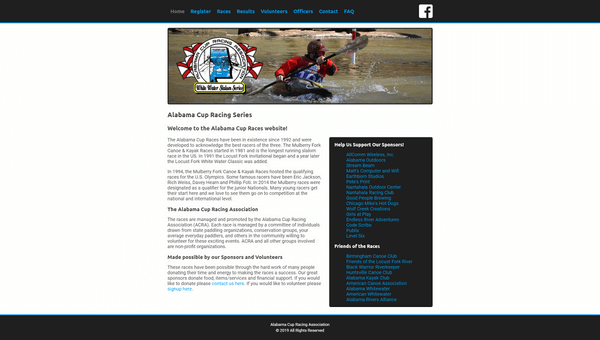 Home Register Races Results Volunteers Officers Contact FAQ
ALABAMA CUP RACING ASSOCIATION
White Water Slalom Series
Alabama Cup Racing Series
Welcome to the Alabama Cup Races website!
The Alabama Cup Races have been in existence since 1992 and were
developed to acknowledge the best racers of the three. The Mulberry Fork
Canoe & Kayak Races started in 1981 and is the longest running slalom
race in the US. In 1991 the Locust Fork Invitational began and a year later
the Locust Fork White Water Classic was added.
In 1994, the Mulberry Fork Canoe & Kayak Races hosted the qualifying
races for the U.S. Olympics. Some famous racers have been Eric Jackson,
Rich Weiss, Davey Hearn and Phillip Foti. In 2014 the Mulberry races were
designated as a qualifier for the junior Nationals. Many young racers get
their start here and we love to see them go on to competition at the
national and international level.
The Alabama Cup Racing Association
The races are managed and promoted by the Alabama Cup Racing
Association (ACRA). Each race is managed by a committee of individuals
drawn from state paddling organizations, conservation groups, your
average everyday paddlers, and others in the community willing to
volunteer for these exciting events. ACRA and all other groups involved
are non-profit organizations.
Made possible by our Sponsors and Volunteers
These races have been possible through the hard work of many people
donating their time and energy to making the races a success. Our great
sponsors donate food, items/services and financial support. If you would
like to donate please contact us here. If you would like to volunteer please
signup here.
Help Us Support Our Sponsors!
AllComm Wireless, Inc.
Alabama Outdoors
Stream Beam
Matt's Computer and Wifi
Earthborn Studios
Pete's Print
Nantahala Outdoor Center
Nantahala Racing Club
Good People Brewing
Chicago Mike's Hot Dogs
Wolf Creek Creations
Girls at Play
Endless River Adventures
Code Scribe
Publix
Level Six
Friends of the Races
Birmingham Canoe Club
Friends of the Locust Fork River
Black Warrior Riverkeeper
Huntsville Canoe Club
Alabama Kayak Club
American Canoe Association
Alabama Whitewater
American Whitewater
Alabama Rivers Alliance
Alabama Cup Racing Association
© 2019 All Rights Reserved